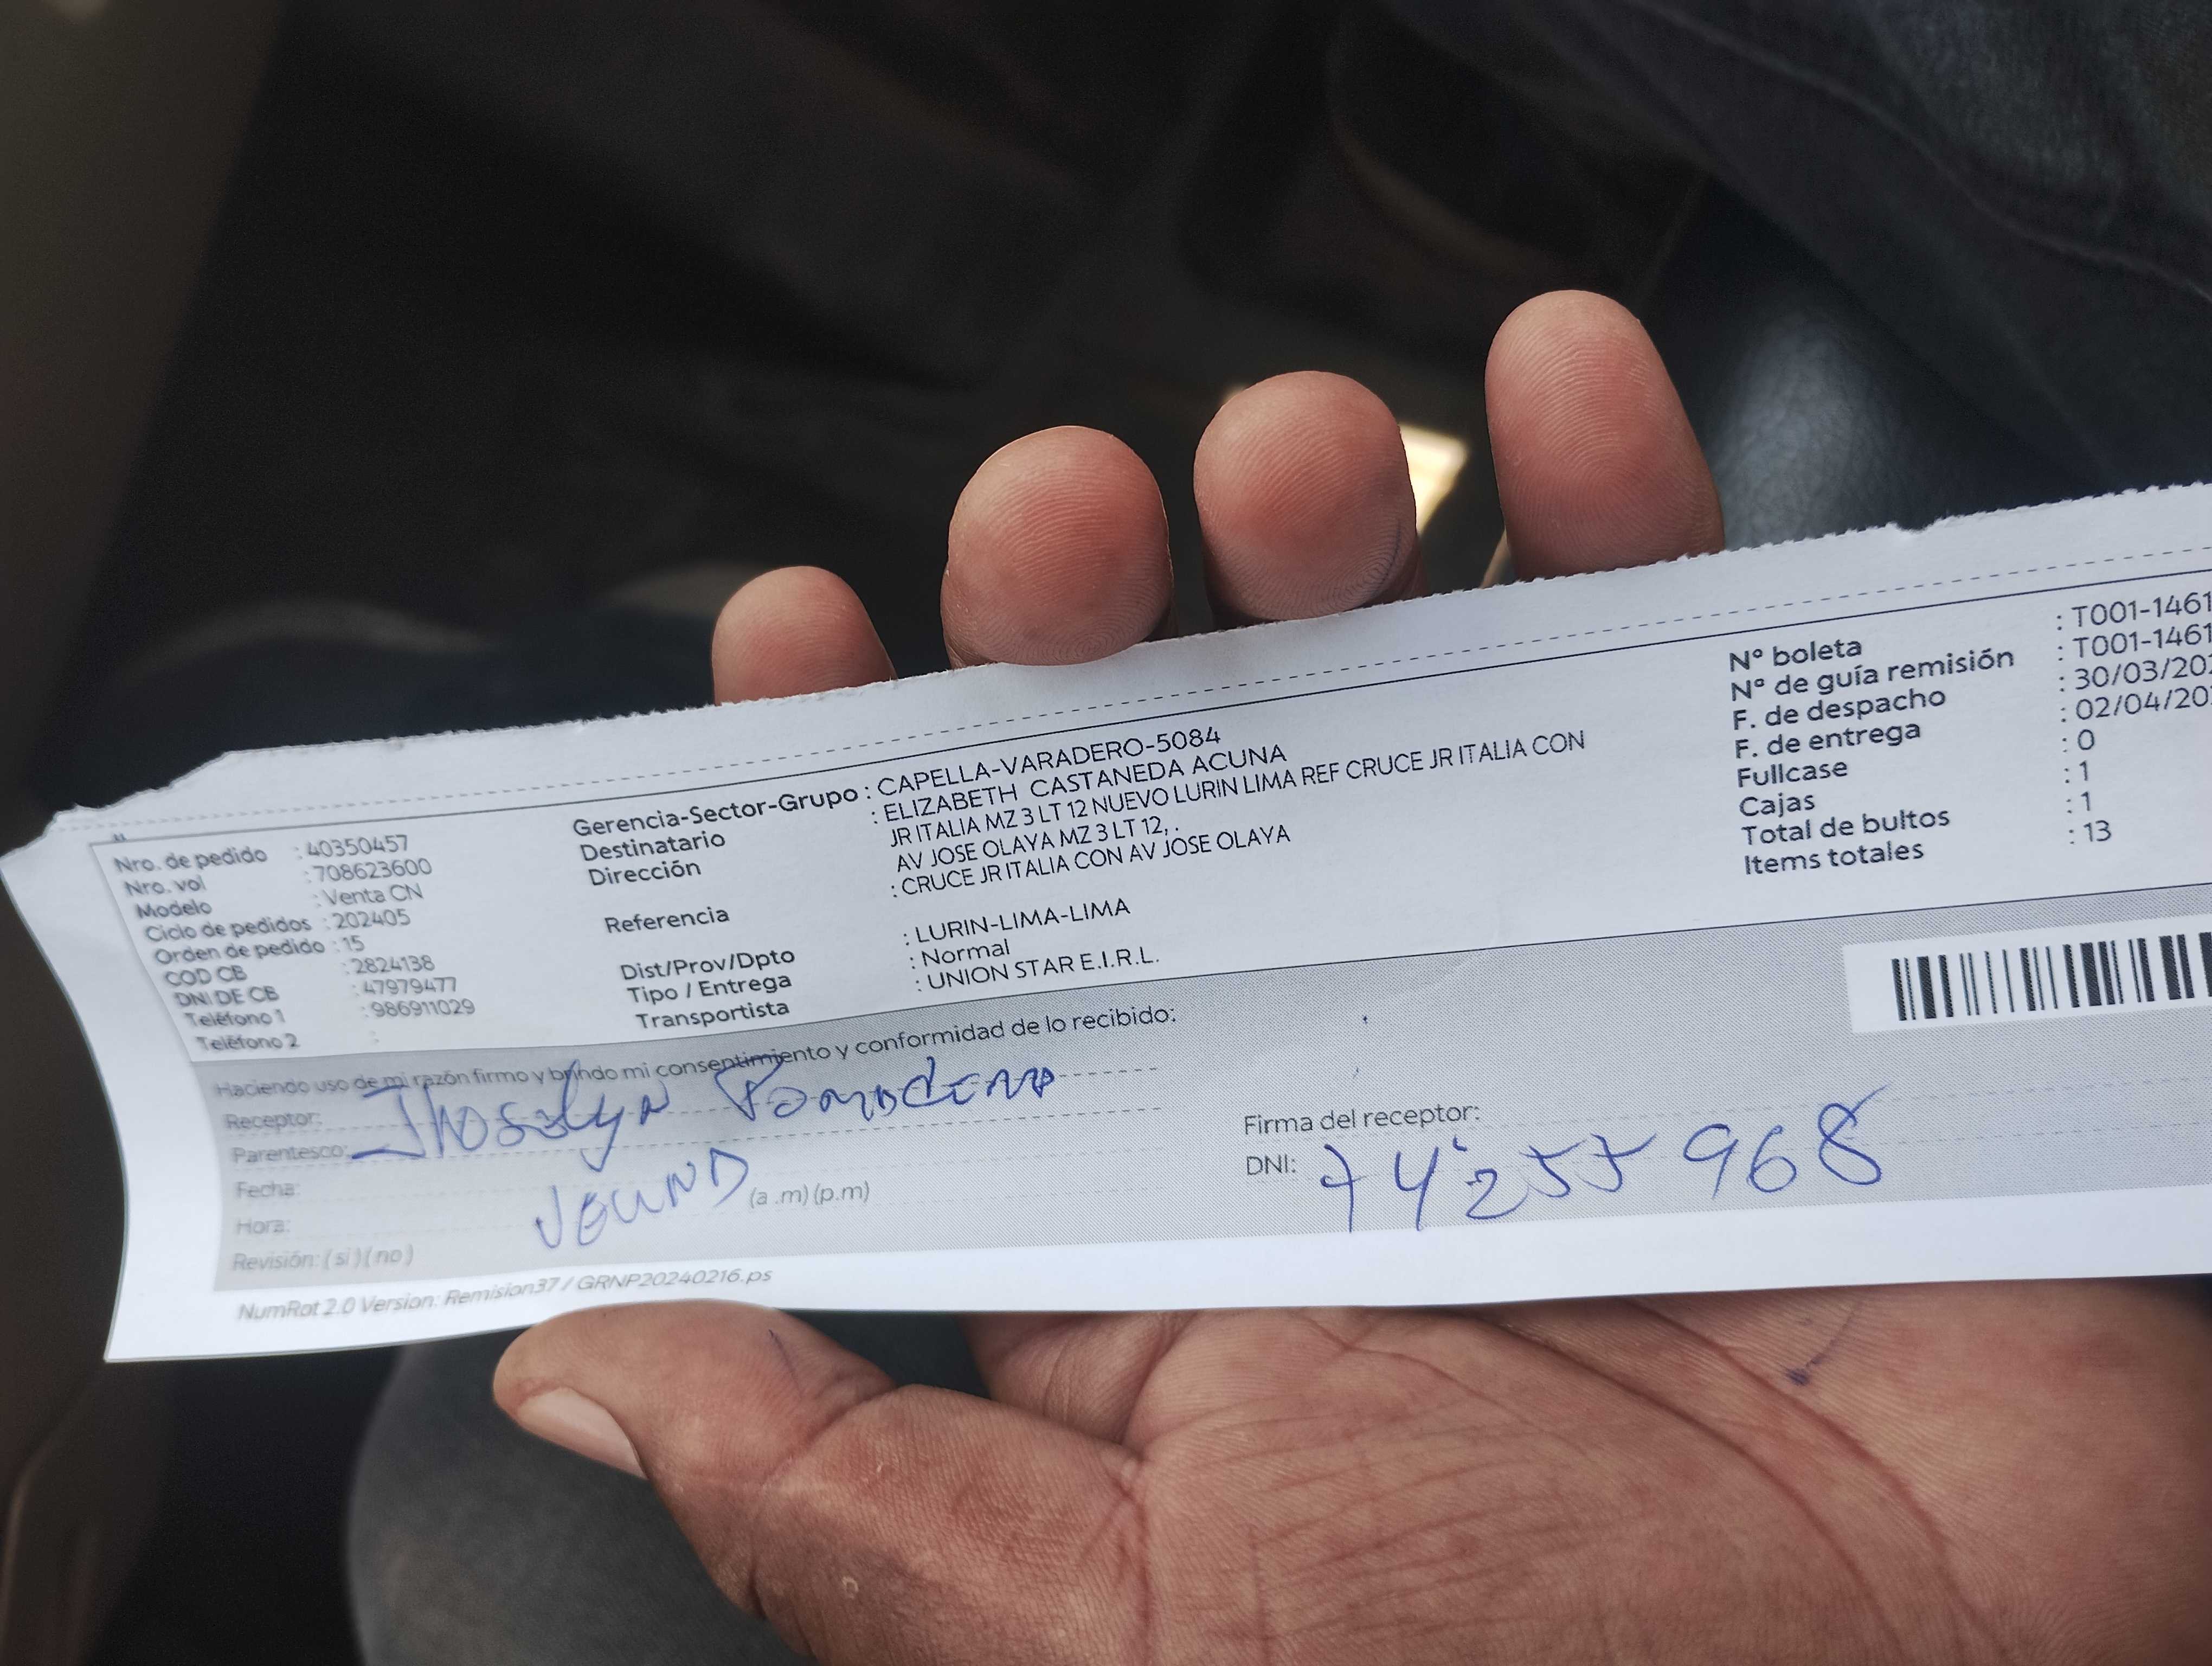 Nro. de pedido : 40350457
Nro. vol : 708623600
Modelo : Venta CN
Ciclo de pedidos : 202405
Orden de pedido : 15
COD CB : 2824138
DNI DE CB : 47979477
Teléfono 1 : 986911029
Teléfono 2 :
Gerencia-Sector-Grupo : CAPELLA-VARADERO-5084
Destinatario : ELIZABETH CASTANEDA ACUNA
Dirección JR ITALIA MZ 3 LT 12 NUEVO LURIN LIMA REF CRUCE JR ITALIA CON
AV JOSE OLAYA MZ 3 LT 12, .
Referencia : CRUCE JR ITALIA CON AV JOSE OLAYA
Dist/Prov/Dpto : LURIN-LIMA-LIMA
Tipo / Entrega : Normal
Transportista : UNION STAR E.I.R.L.
N° boleta : T001-1461
N° de guía remisión : T001-1461
F. de despacho : 30/03/202
F. de entrega : 02/04/20
Fullcase : 0
Cajas : 1
Total de bultos : 1
Items totales : 13
Haciendo uso de mi razón firmo y brindo mi consentimiento y conformidad de lo recibido:
Receptor:
Parentesco:
Fecha:
Hora: (a .m) (p.m)
Revisión: ( si ) ( no )
Firma del receptor:
DNI: 74255968
NumRot 2.0 Version: Remision37 / GRNP20240216.ps